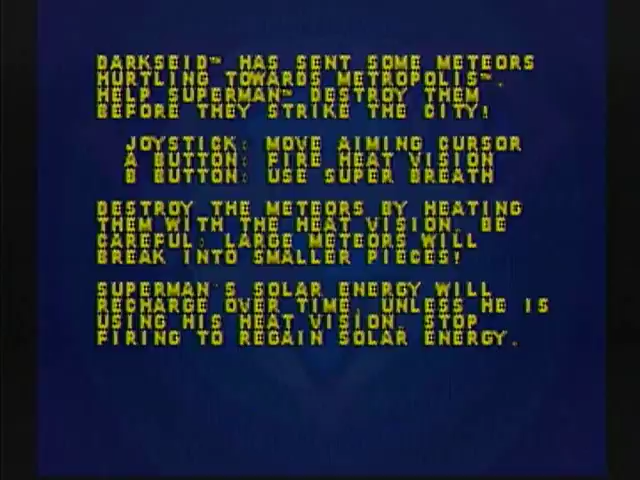 DARKSEID™ HAS SENT SOME METEORS
HURTLING TOWARDS METROPOLIS™.
HELP SUPERMAN™ DESTROY THEM
BEFORE THEY STRIKE THE CITY!
JOYSTICK: MOVE AIMING CURSOR
A BUTTON: FIRE HEAT VISION
B BUTTON: USE SUPER BREATH
DESTROY THE METEORS BY HEATING
THEM WITH THE HEAT VISION. BE
CAREFUL: LARGE METEORS WILL
BREAK INTO SMALLER PIECES!
SUPERMAN'S SOLAR ENERGY WILL
RECHARGE OVER TIME, UNLESS HE IS
USING HIS HEAT VISION. STOP
FIRING TO REGAIN SOLAR ENERGY.